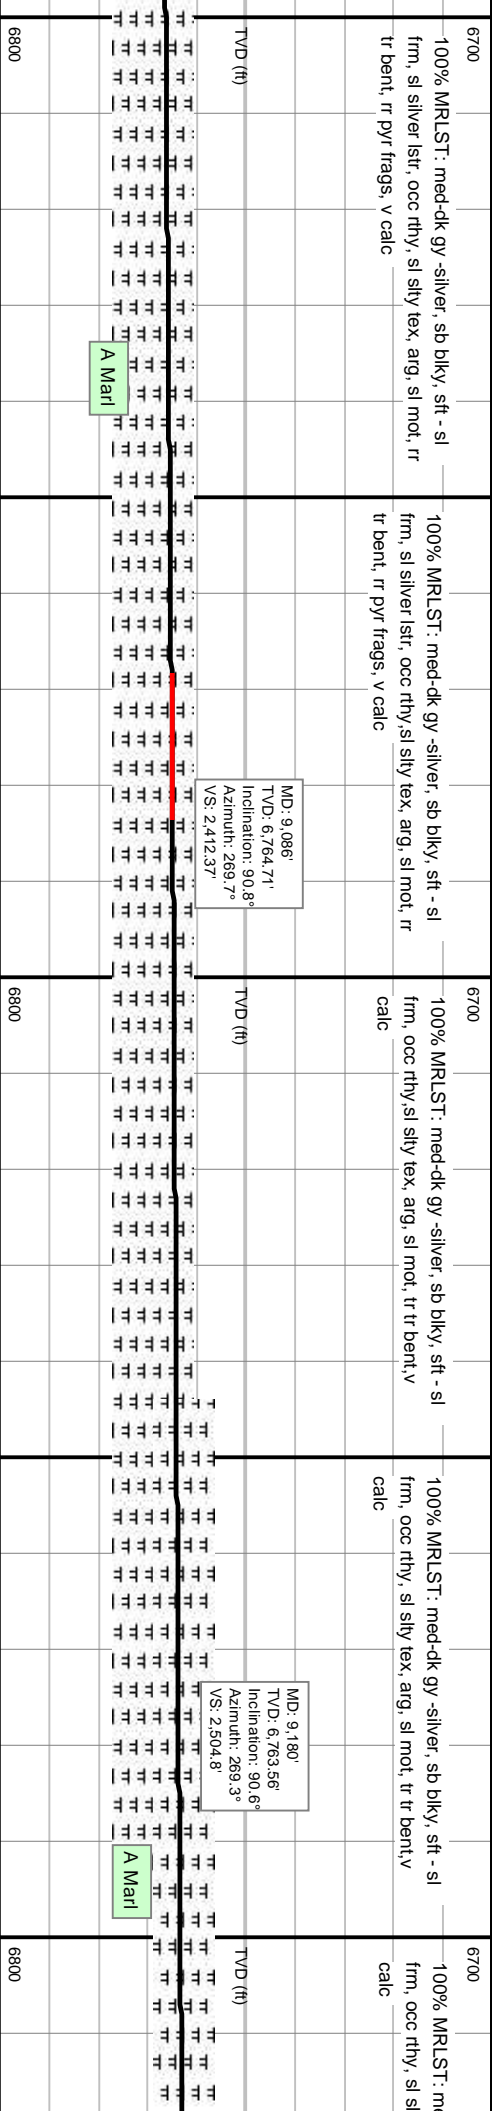 6700
TVD (ft)
6800
100% MRLST: med-dk gy -silver, sb blky, sft - sl
frm, sl silver lstr, occ rthy, sl slty tex, arg, sl mot, rr
tr bent, rr pyr frags, v calc
A Marl
100% MRLST: med-dk gy -silver, sb blky, sft - sl
frm, sl silver lstr, occ rthy,sl slty tex, arg, sl mot, rr
tr bent, rr pyr frags, v calc
MD: 9,086'
TVD: 6,764.71'
Inclination: 90.8°
Azimuth: 269.7°
VS: 2,412.37'
6700
TVD (ft)
6800
100% MRLST: med-dk gy -silver, sb blky, sft - sl
frm, occ rthy,sl slty tex, arg, sl mot, tr tr bent,v
calc
100% MRLST: med-dk gy -silver, sb blky, sft - sl
frm, occ rthy, sl slty tex, arg, sl mot, tr tr bent,v
calc
MD: 9,180'
TVD: 6,763.56'
Inclination: 90.6°
Azimuth: 269.3°
VS: 2,504.8'
A Marl
6700
TVD (ft)
6800
100% MRLST: me
frm, occ rthy, sl sl
calc